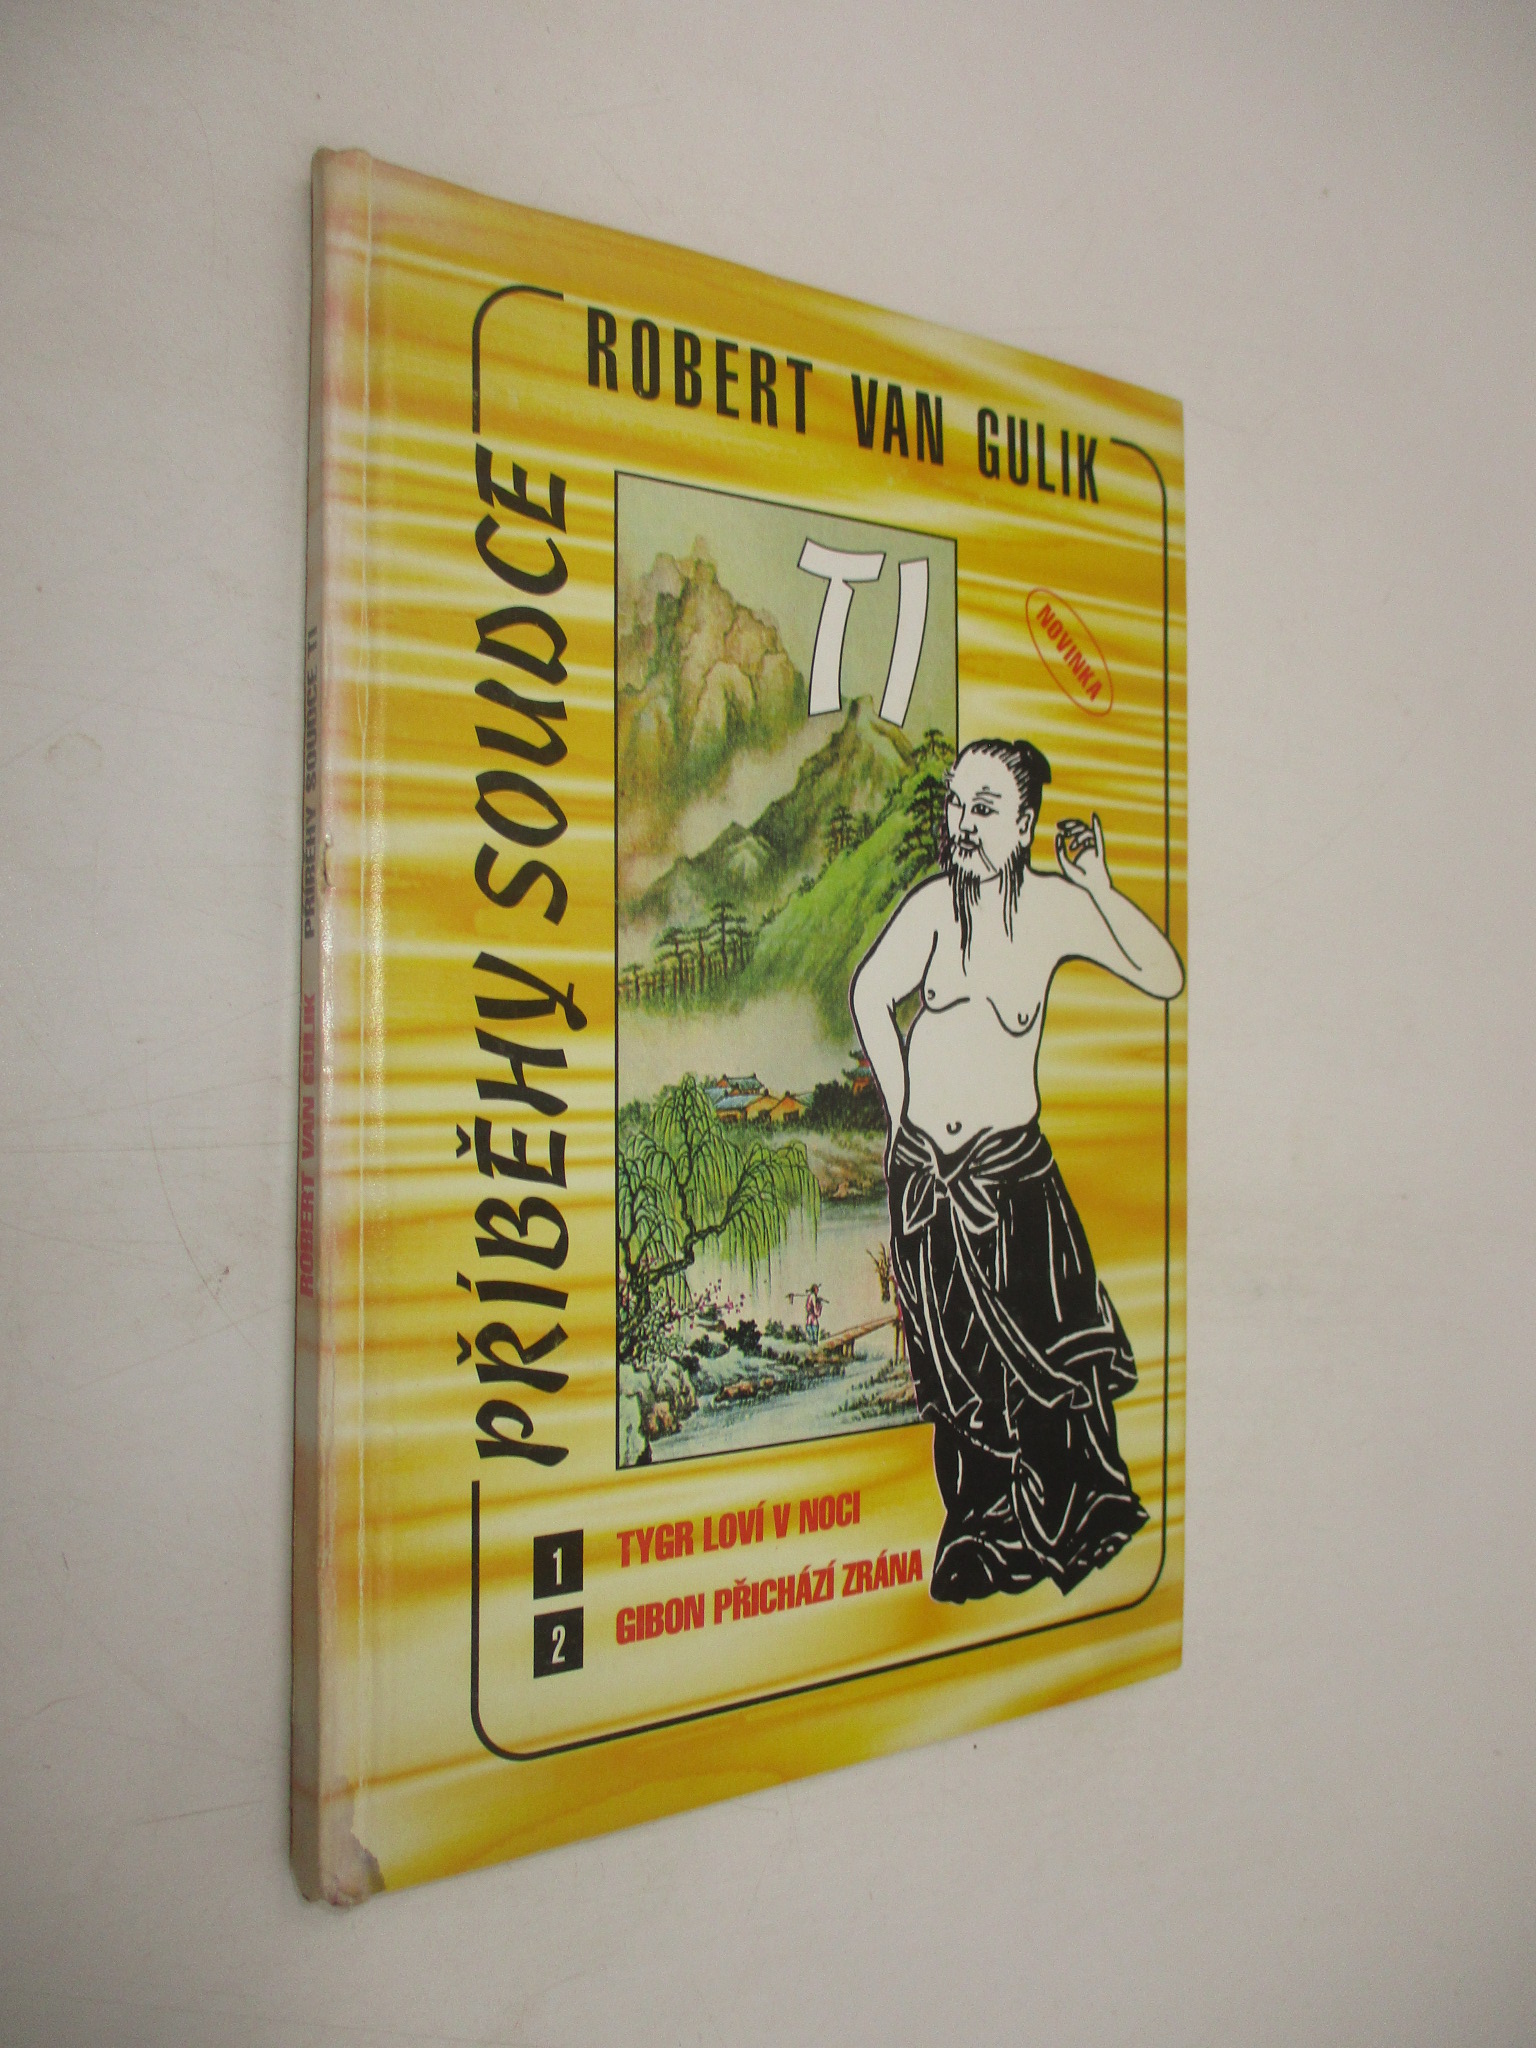 ROBERT VAN GULIK
PŘÍBĚHY SOUDCE
TI
NOVINKA
1 TYGR LOVÍ V NOCI
2 GIBON PŘICHÁZÍ ZRÁNA
ROBERT VAN GULIK PŘÍBĚHY SOUDCE TI